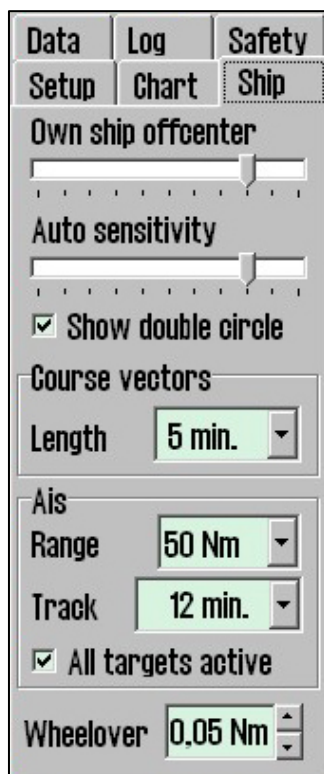 Data Log Safety
Setup Chart Ship
Own ship offcenter
Auto sensitivity
Show double circle
Course vectors
Length 5 min.
Ais
Range 50 Nm
Track 12 min.
All targets active
Wheelover 0,05 Nm